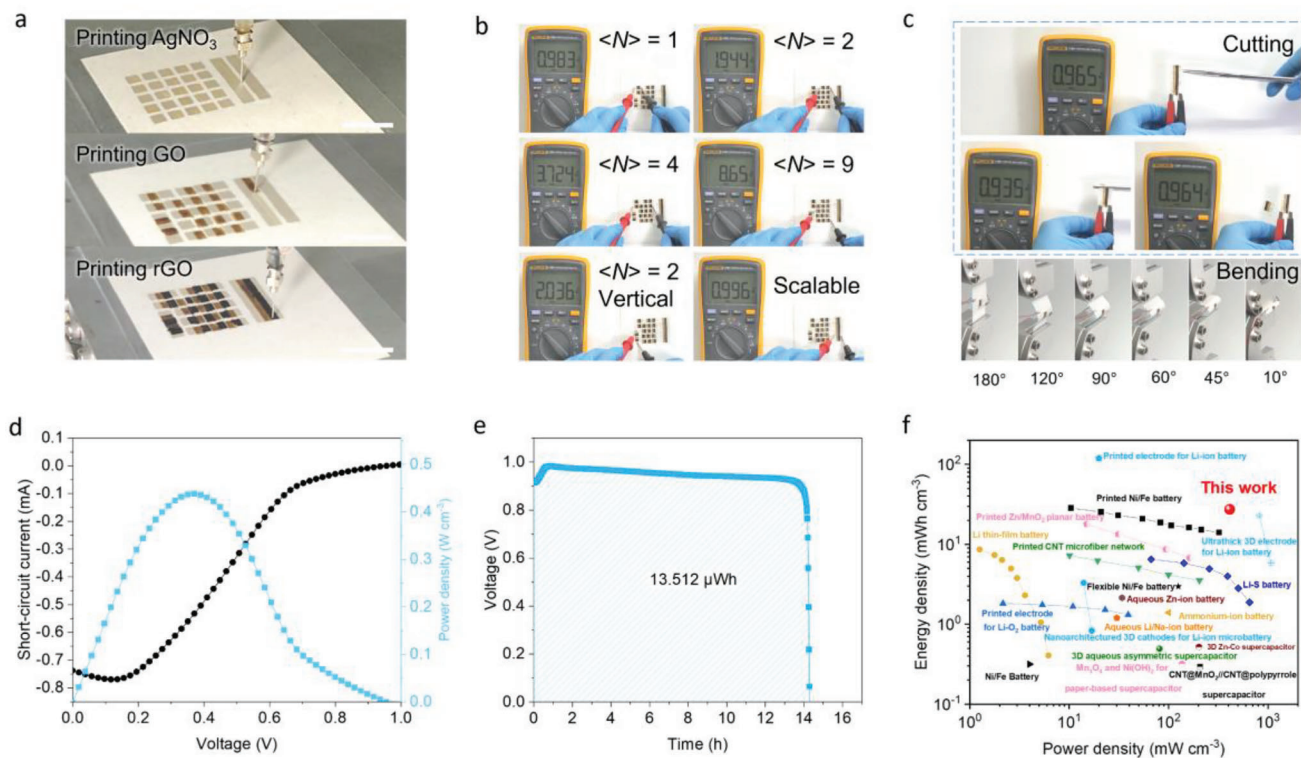 a
Printing AgNO₃
Printing GO
Printing rGO
b
<N> = 1
0.983
<N> = 2
1.944
<N> = 4
3.724
<N> = 9
8.65
<N> = 2
Vertical
2.036
Scalable
0.996
c
Cutting
0.965
0.935
0.964
Bending
180°
120°
90°
60°
45°
10°
d
Short-circuit current (mA)
0.1
0.0
-0.1
-0.2
-0.3
-0.4
-0.5
-0.6
-0.7
-0.8
0.0
0.2
0.4
0.6
0.8
1.0
Voltage (V)
0.5
0.4
0.3
0.2
0.1
0.0
Power density (W cm⁻³)
e
Voltage (V)
1.0
0.8
0.6
0.4
0.2
0.0
13.512 μWh
0
2
4
6
8
10
12
14
16
Time (h)
f
Energy density (mWh cm⁻³)
10²
10¹
10⁰
10⁻¹
Printed electrode for Li-ion battery
This work
Printed Ni/Fe battery
Printed Zn/MnO₂ planar battery
Ultrathick 3D electrode
for Li-ion battery
Li thin-film battery
Printed CNT microfiber network
Li-S battery
Flexible Ni/Fe battery
Aqueous Zn-ion battery
Printed electrode
for Li-O₂ battery
Ammonium-ion battery
Aqueous Li/Na-ion battery
Nanoarchitectured 3D cathodes for Li-ion microbattery
3D Zn-Co supercapacitor
3D aqueous asymmetric supercapacitor
Ni/Fe Battery
and Ni(OH)₂ for
paper-based supercapacitor
CNT@MnO₂//CNT@polypyrrole
supercapacitor
10⁰
10¹
10²
10³
Power density (mW cm⁻³)